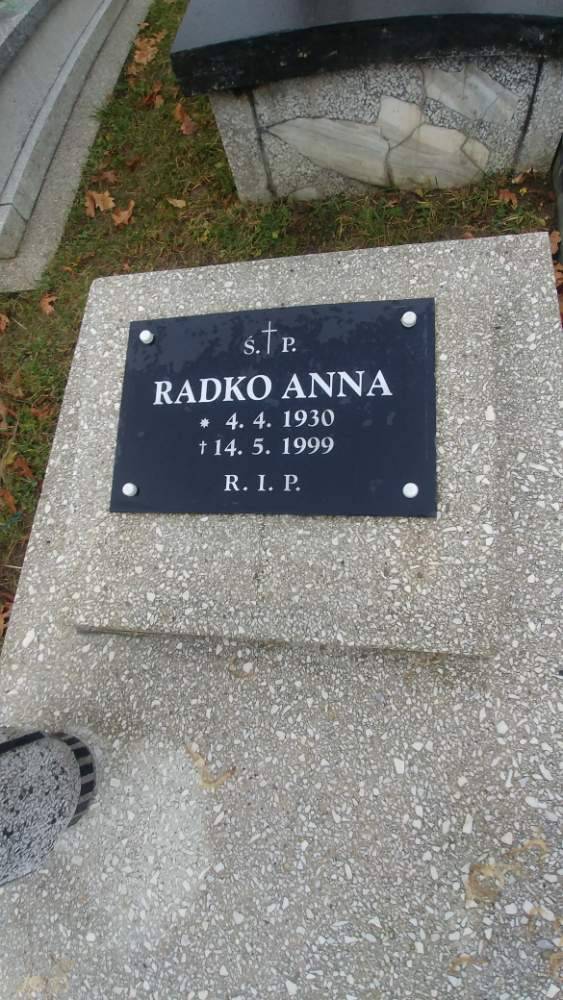 Ś. † P.
RADKO ANNA
* 4. 4. 1930
† 14. 5. 1999
R. I. P.